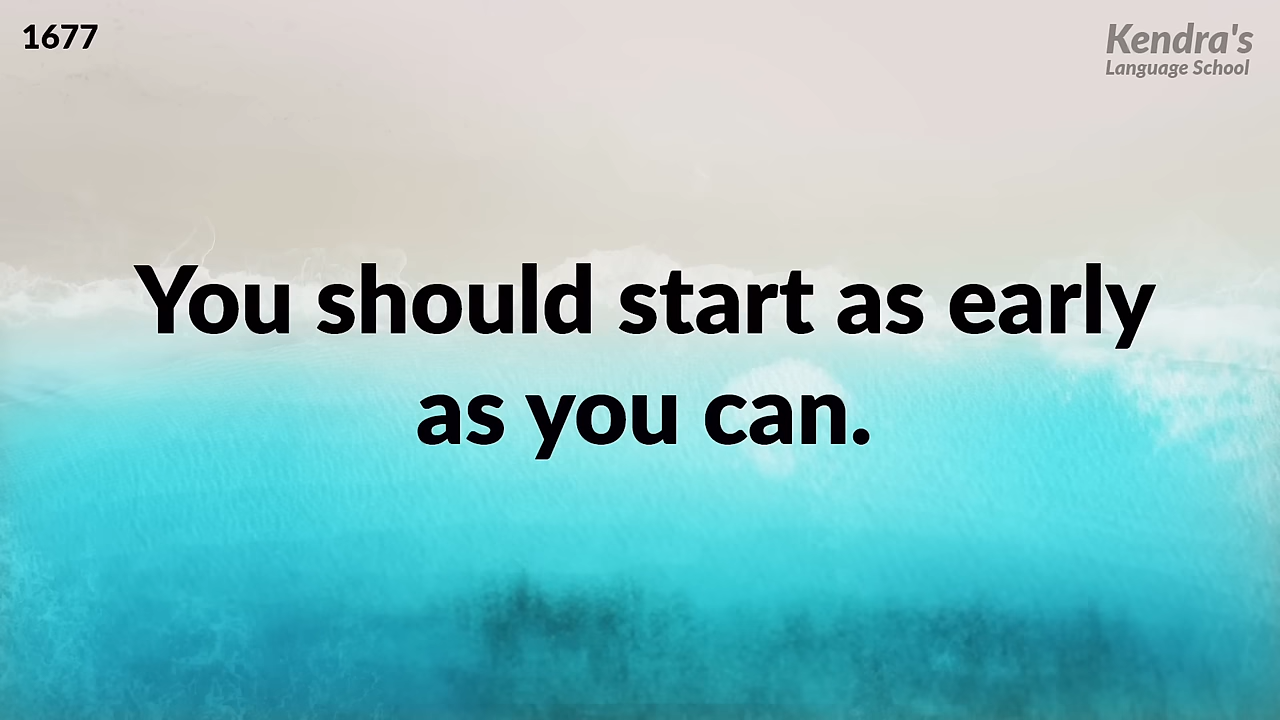 1677
Kendra's
Language School
You should start as early
as you can.